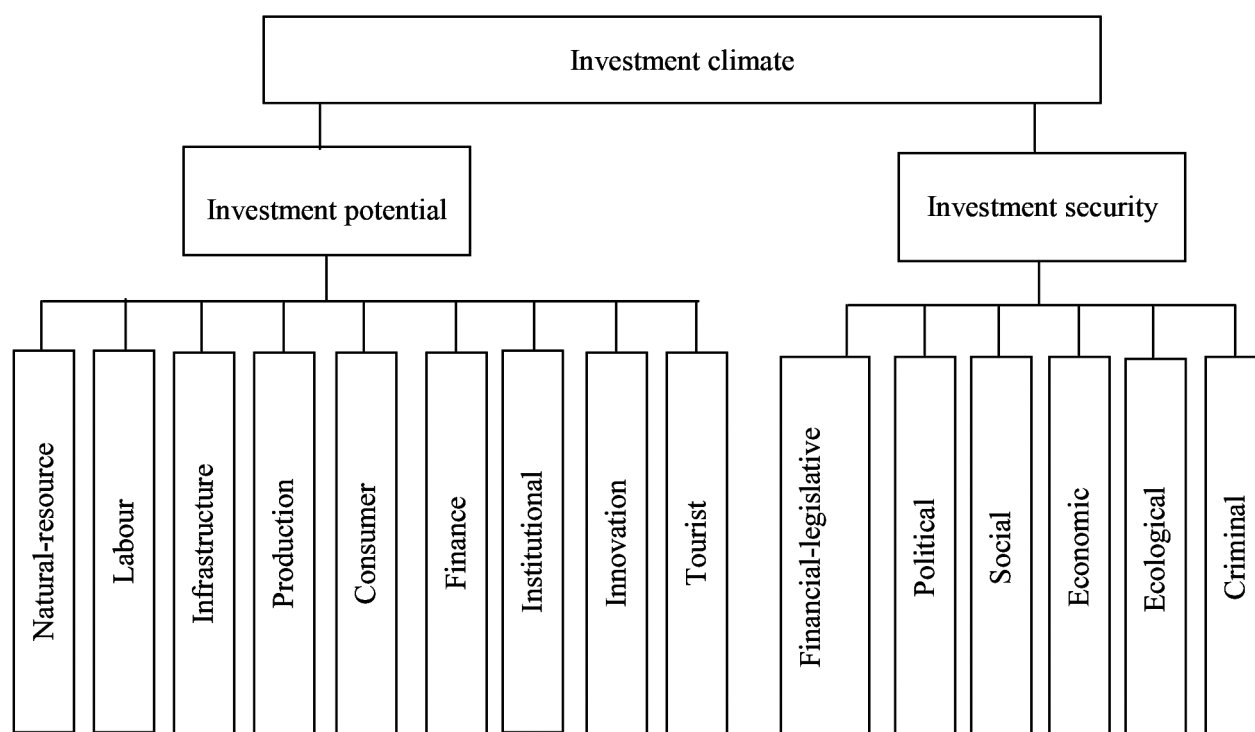 Investment climate
Investment potential
Investment security
Natural-resource
Labour
Infrastructure
Production
Consumer
Finance
Institutional
Innovation
Tourist
Financial-legislative
Political
Social
Economic
Ecological
Criminal